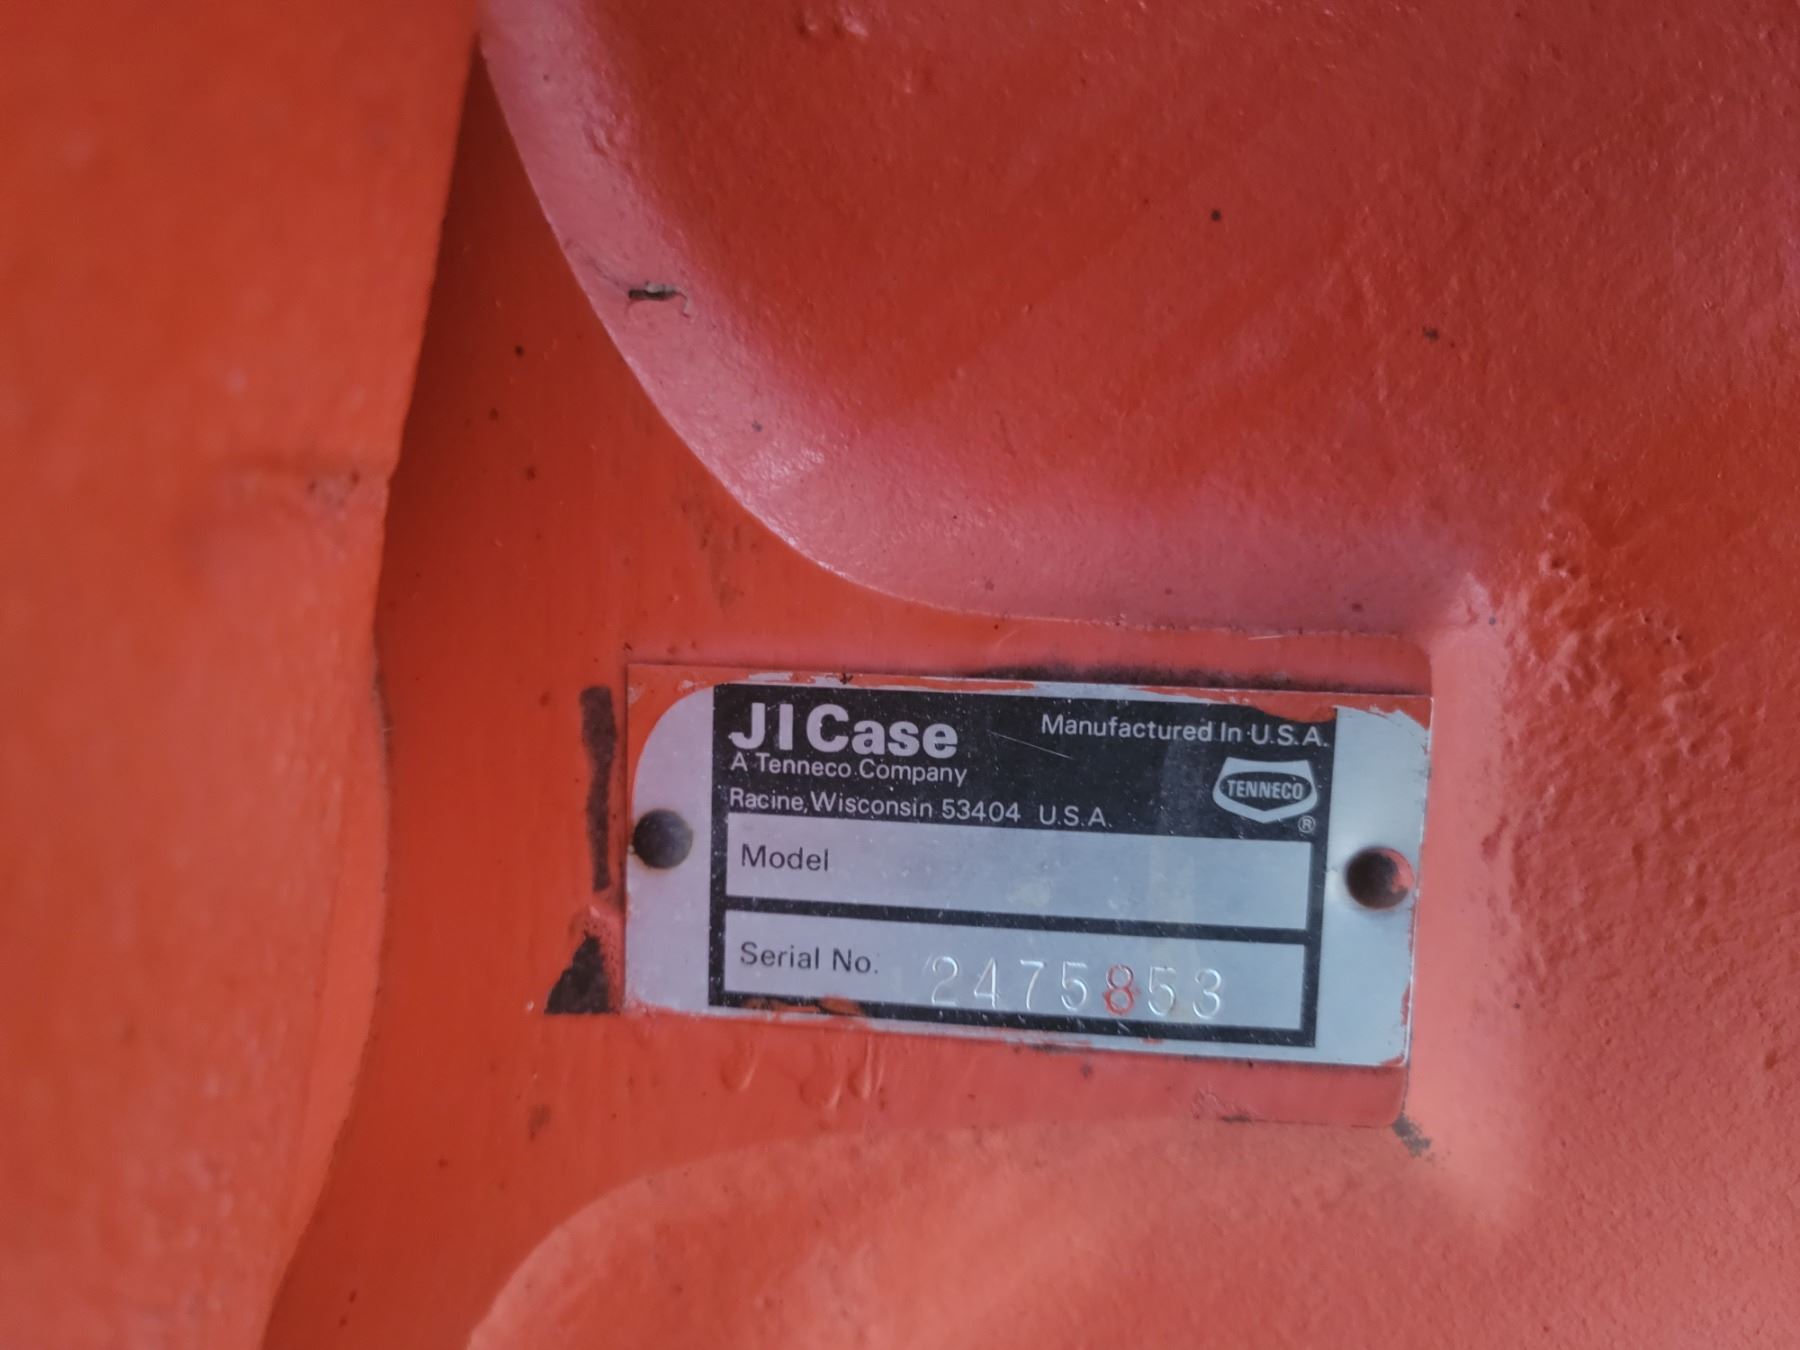 JI Case
Manufactured In U.S.A.
A Tenneco Company
TENNECO
®
Racine, Wisconsin 53404 U.S.A.
Model
Serial No. 2475853